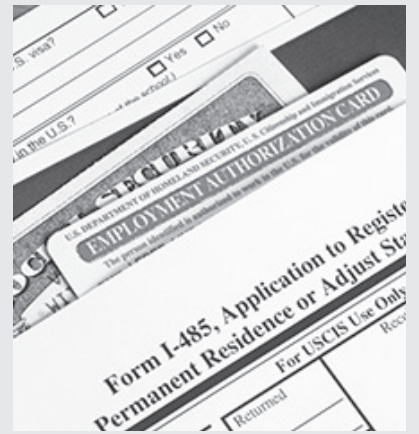 .S. visa?
Yes No
of the school.)
in the U.S.?
SECURITY
U.S. DEPARTMENT OF HOMELAND SECURITY, U.S. Citizenship and Immigration Services
EMPLOYMENT AUTHORIZATION CARD
The person identified is authorized to work in the U.S. for the validity of this card.
Form I-485, Application to Registe
Permanent Residence or Adjust Sta
For USCIS Use Only
Returned
Rece